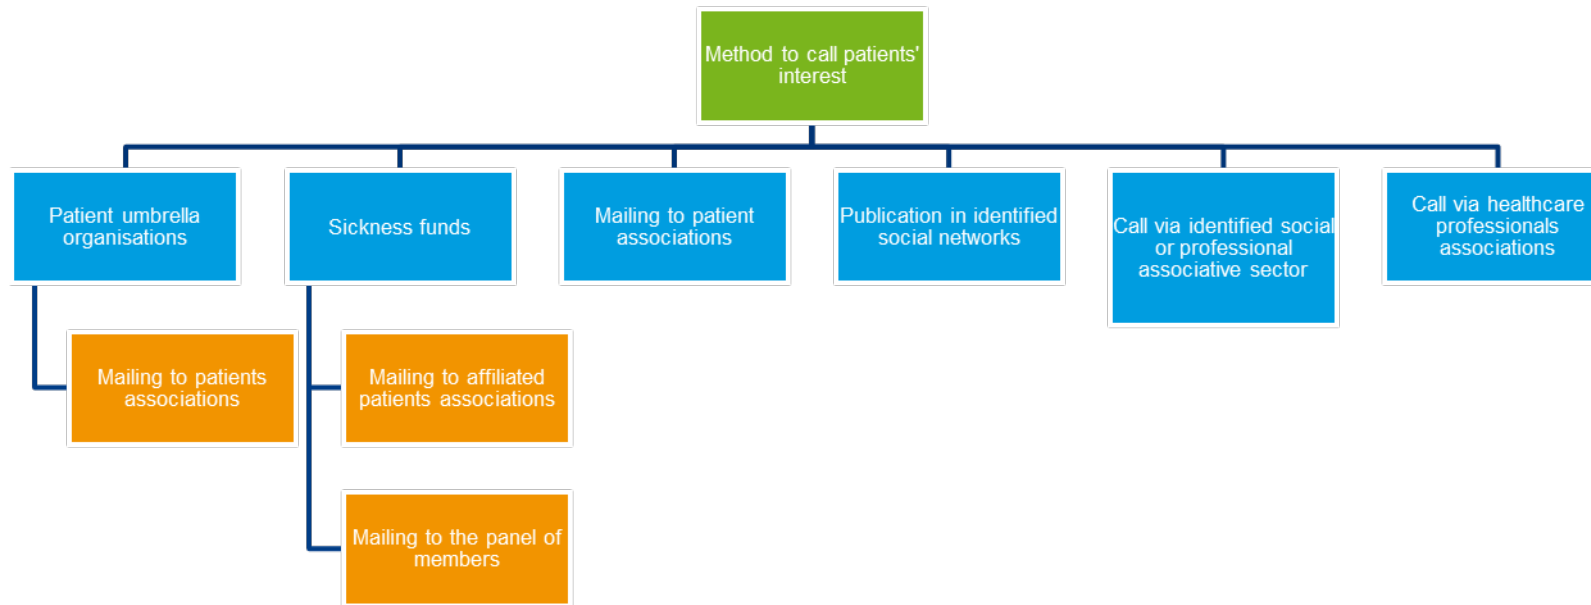 Method to call patients'
interest
Patient umbrella
organisations
Sickness funds
Mailing to patient
associations
Publication in identified
social networks
Call via identified social
or professional
associative sector
Call via healthcare
professionals
associations
Mailing to patients
associations
Mailing to affiliated
patients associations
Mailing to the panel of
members